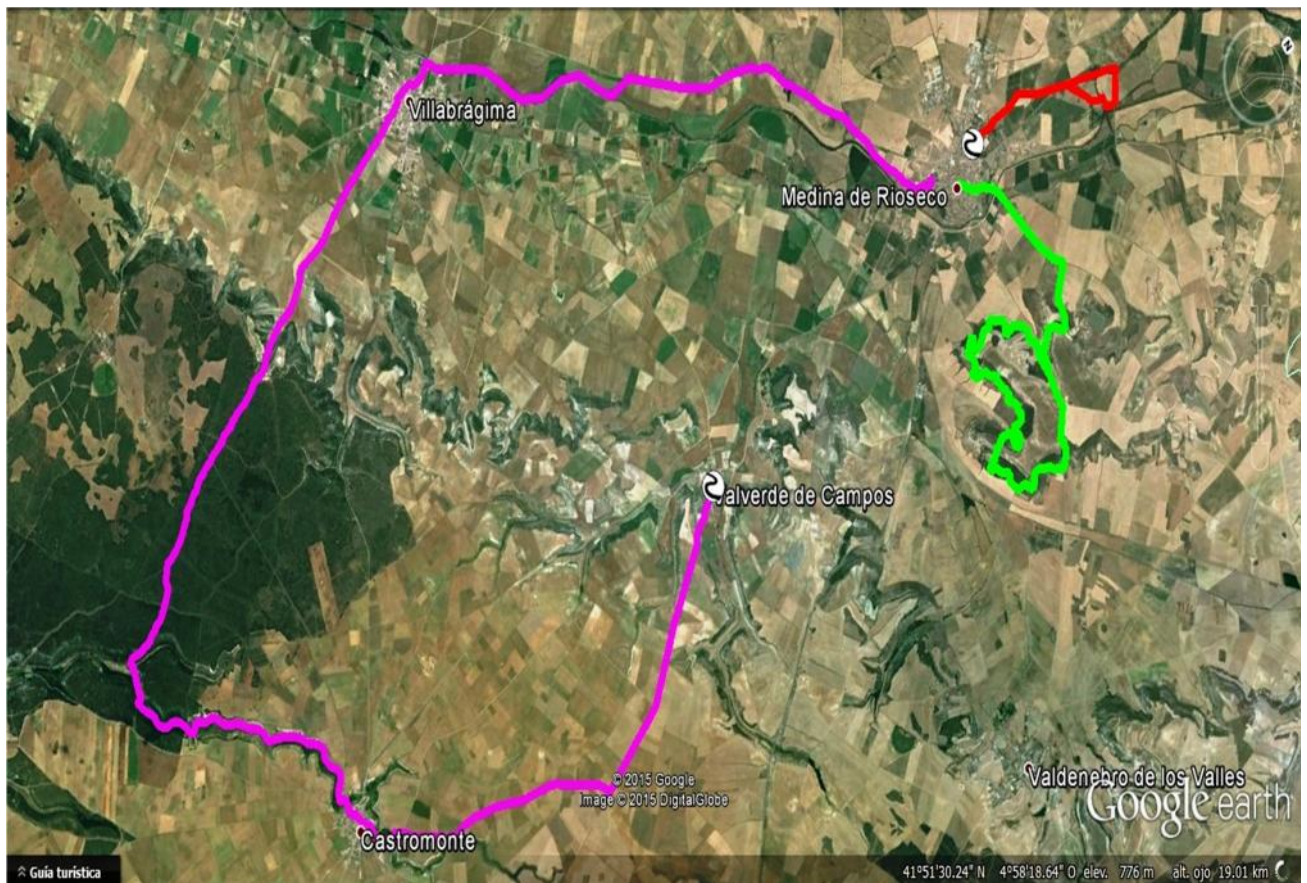 N
Villabrágima
Medina de Rioseco
Valverde de Campos
© 2015 Google
Image © 2015 DigitalGlobe
Valdenebro de los Valles
Google earth
Castromonte
Guía turística
41°51'30.24" N 4°58'18.64" O elev. 776 m alt. ojo 19.01 km